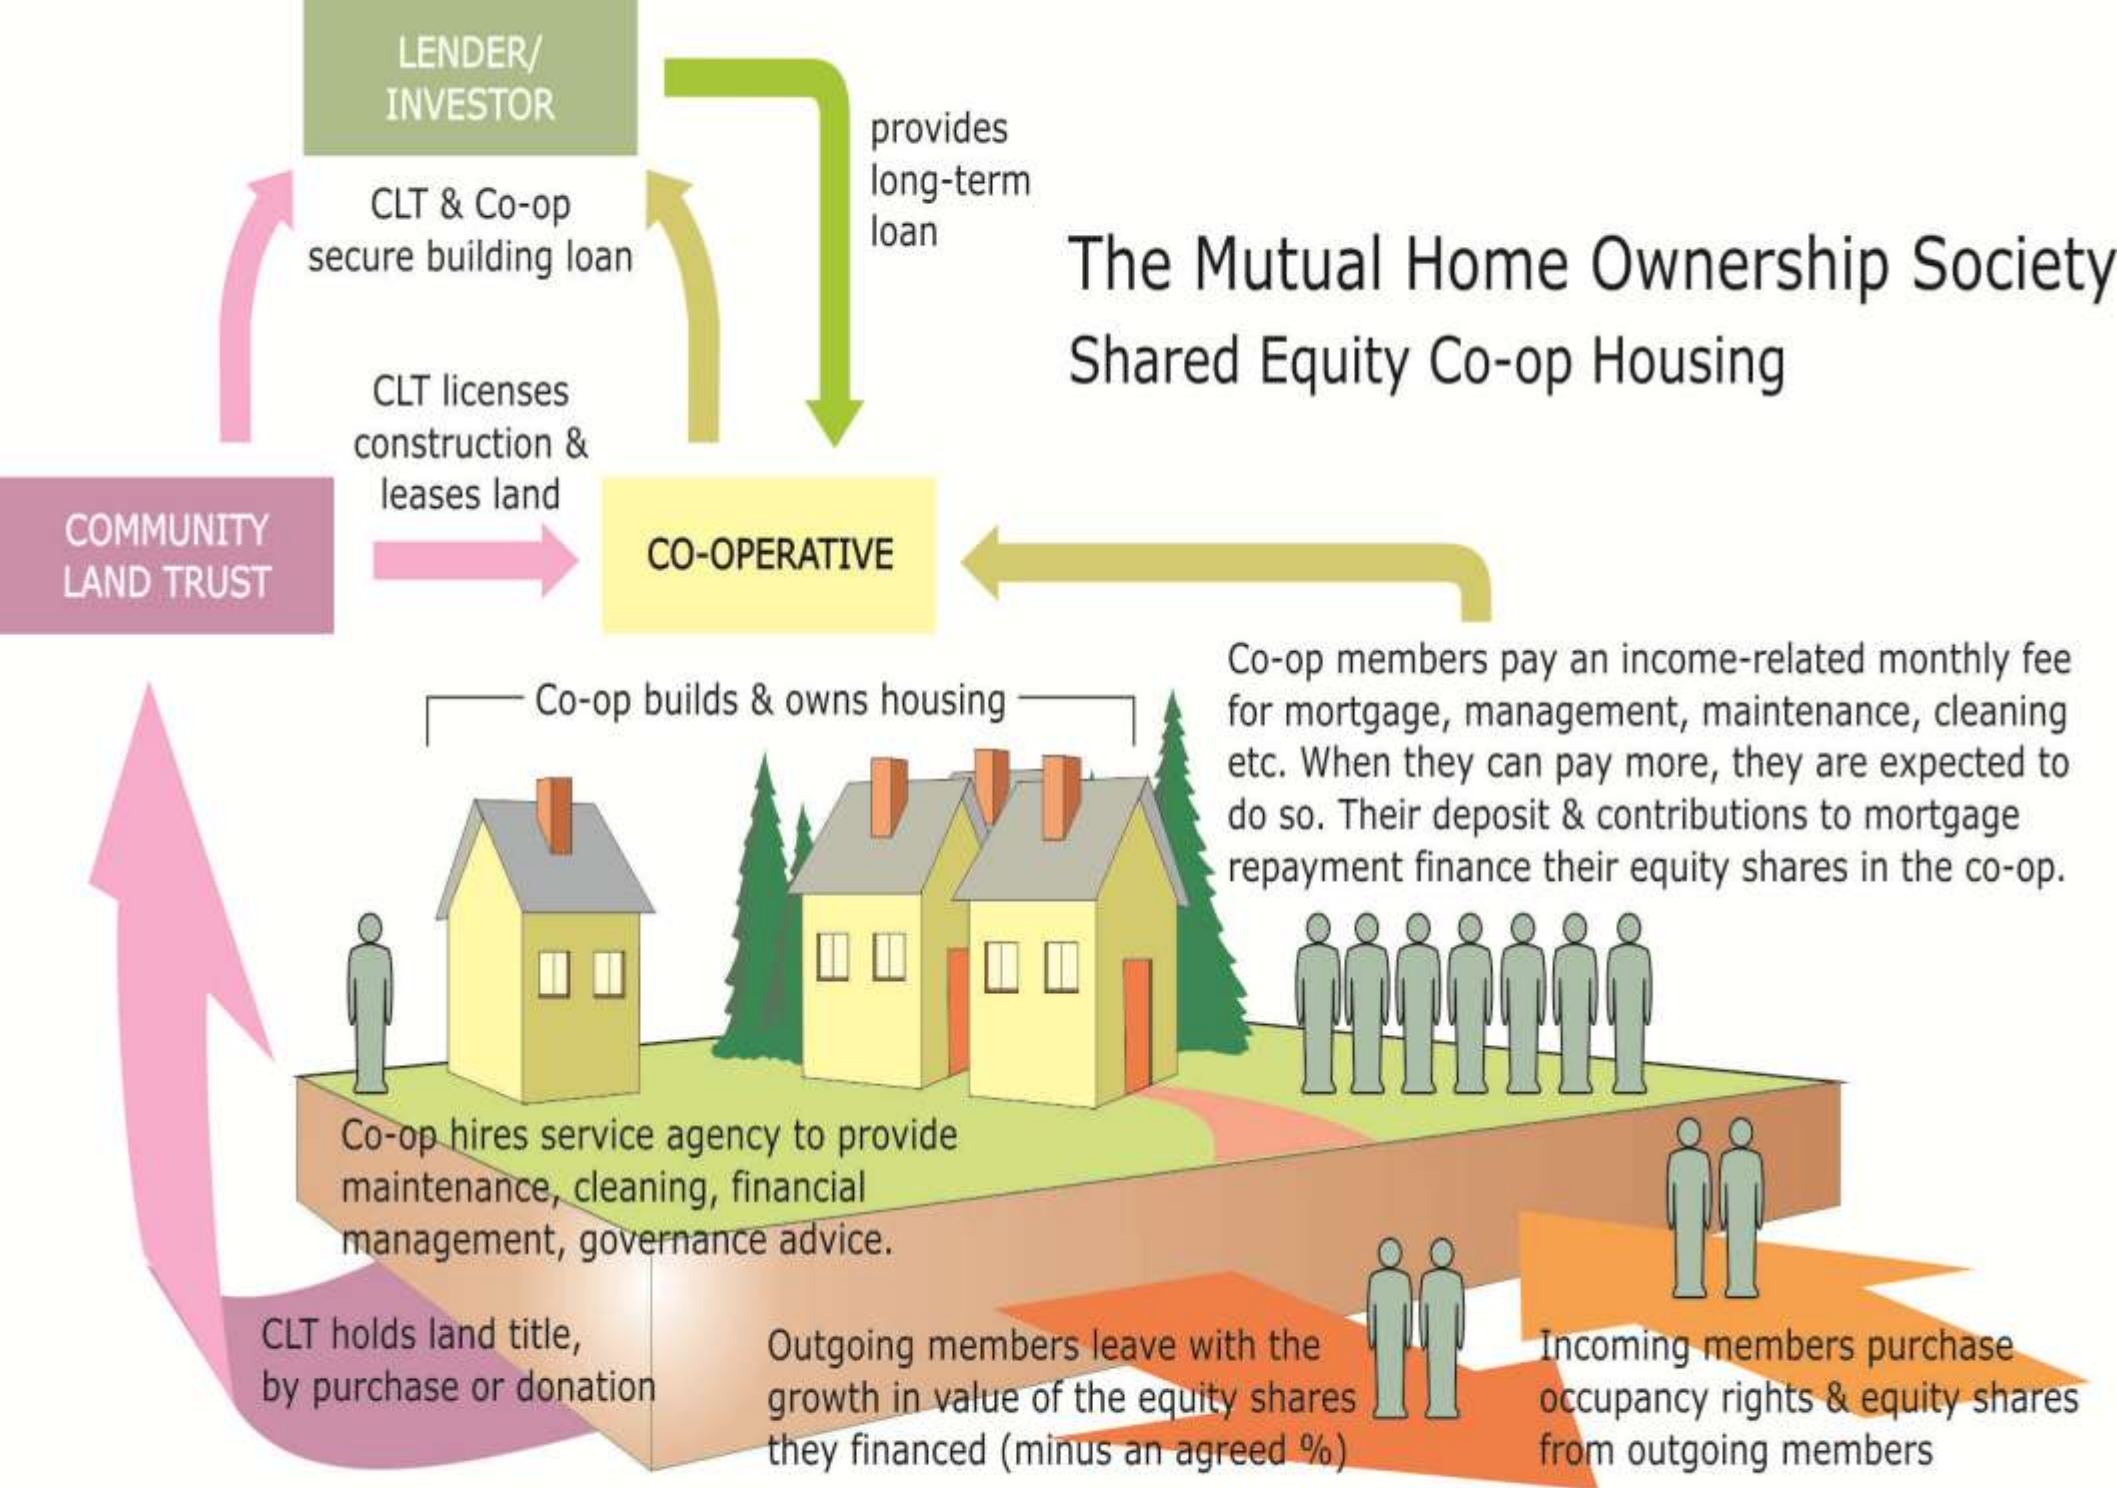 LENDER/
INVESTOR
provides
long-term
loan
CLT & Co-op
secure building loan
The Mutual Home Ownership Society
Shared Equity Co-op Housing
CLT licenses
construction &
leases land
COMMUNITY
LAND TRUST
CO-OPERATIVE
Co-op builds & owns housing
Co-op members pay an income-related monthly fee
for mortgage, management, maintenance, cleaning
etc. When they can pay more, they are expected to
do so. Their deposit & contributions to mortgage
repayment finance their equity shares in the co-op.
Co-op hires service agency to provide
maintenance, cleaning, financial
management, governance advice.
CLT holds land title,
by purchase or donation
Outgoing members leave with the
growth in value of the equity shares
they financed (minus an agreed %)
Incoming members purchase
occupancy rights & equity shares
from outgoing members